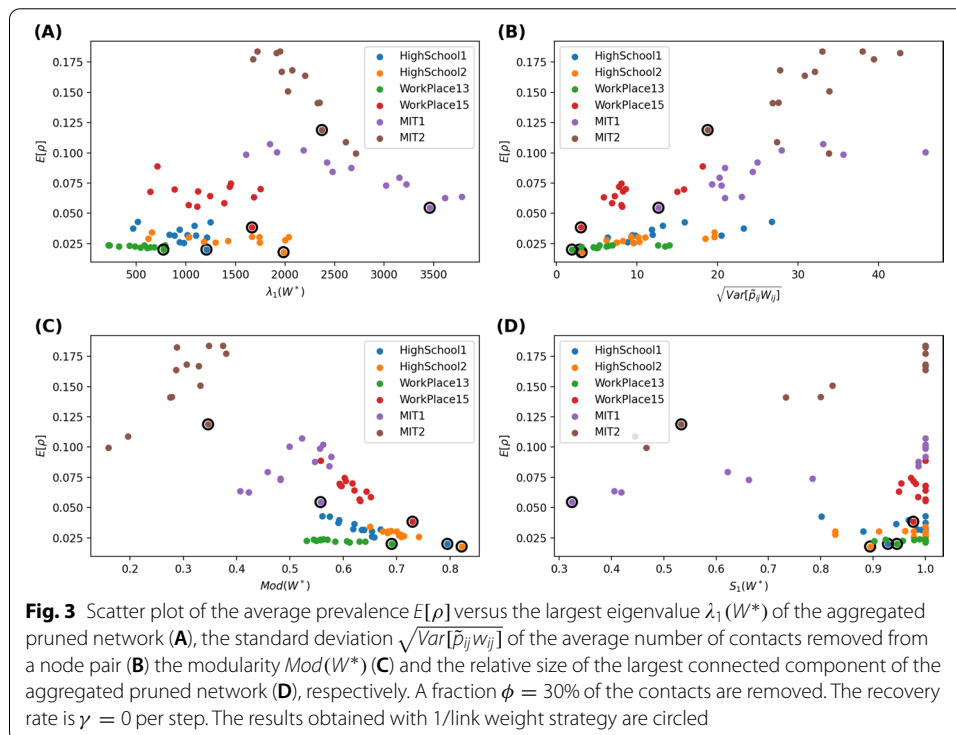 (A)
0.175
0.150
0.125
0.100
0.075
0.050
0.025
E[ρ]
500 1000 1500 2000 2500 3000 3500
λ₁(W*)
HighSchool1
HighSchool2
WorkPlace13
WorkPlace15
MIT1
MIT2
(B)
0.175
0.150
0.125
0.100
0.075
0.050
0.025
E[ρ]
0 10 20 30 40
√Var[p̃ᵢⱼWᵢⱼ]
HighSchool1
HighSchool2
WorkPlace13
WorkPlace15
MIT1
MIT2
(C)
0.175
0.150
0.125
0.100
0.075
0.050
0.025
E[ρ]
0.2 0.3 0.4 0.5 0.6 0.7 0.8
Mod(W*)
HighSchool1
HighSchool2
WorkPlace13
WorkPlace15
MIT1
MIT2
(D)
0.175
0.150
0.125
0.100
0.075
0.050
0.025
E[ρ]
0.3 0.4 0.5 0.6 0.7 0.8 0.9 1.0
S₁(W*)
HighSchool1
HighSchool2
WorkPlace13
WorkPlace15
MIT1
MIT2
Fig. 3 Scatter plot of the average prevalence E[ρ] versus the largest eigenvalue λ₁(W*) of the aggregated
pruned network (A), the standard deviation √Var[p̃ᵢⱼwᵢⱼ] of the average number of contacts removed from
a node pair (B) the modularity Mod(W*) (C) and the relative size of the largest connected component of the
aggregated pruned network (D), respectively. A fraction ϕ = 30% of the contacts are removed. The recovery
rate is γ = 0 per step. The results obtained with 1/link weight strategy are circled